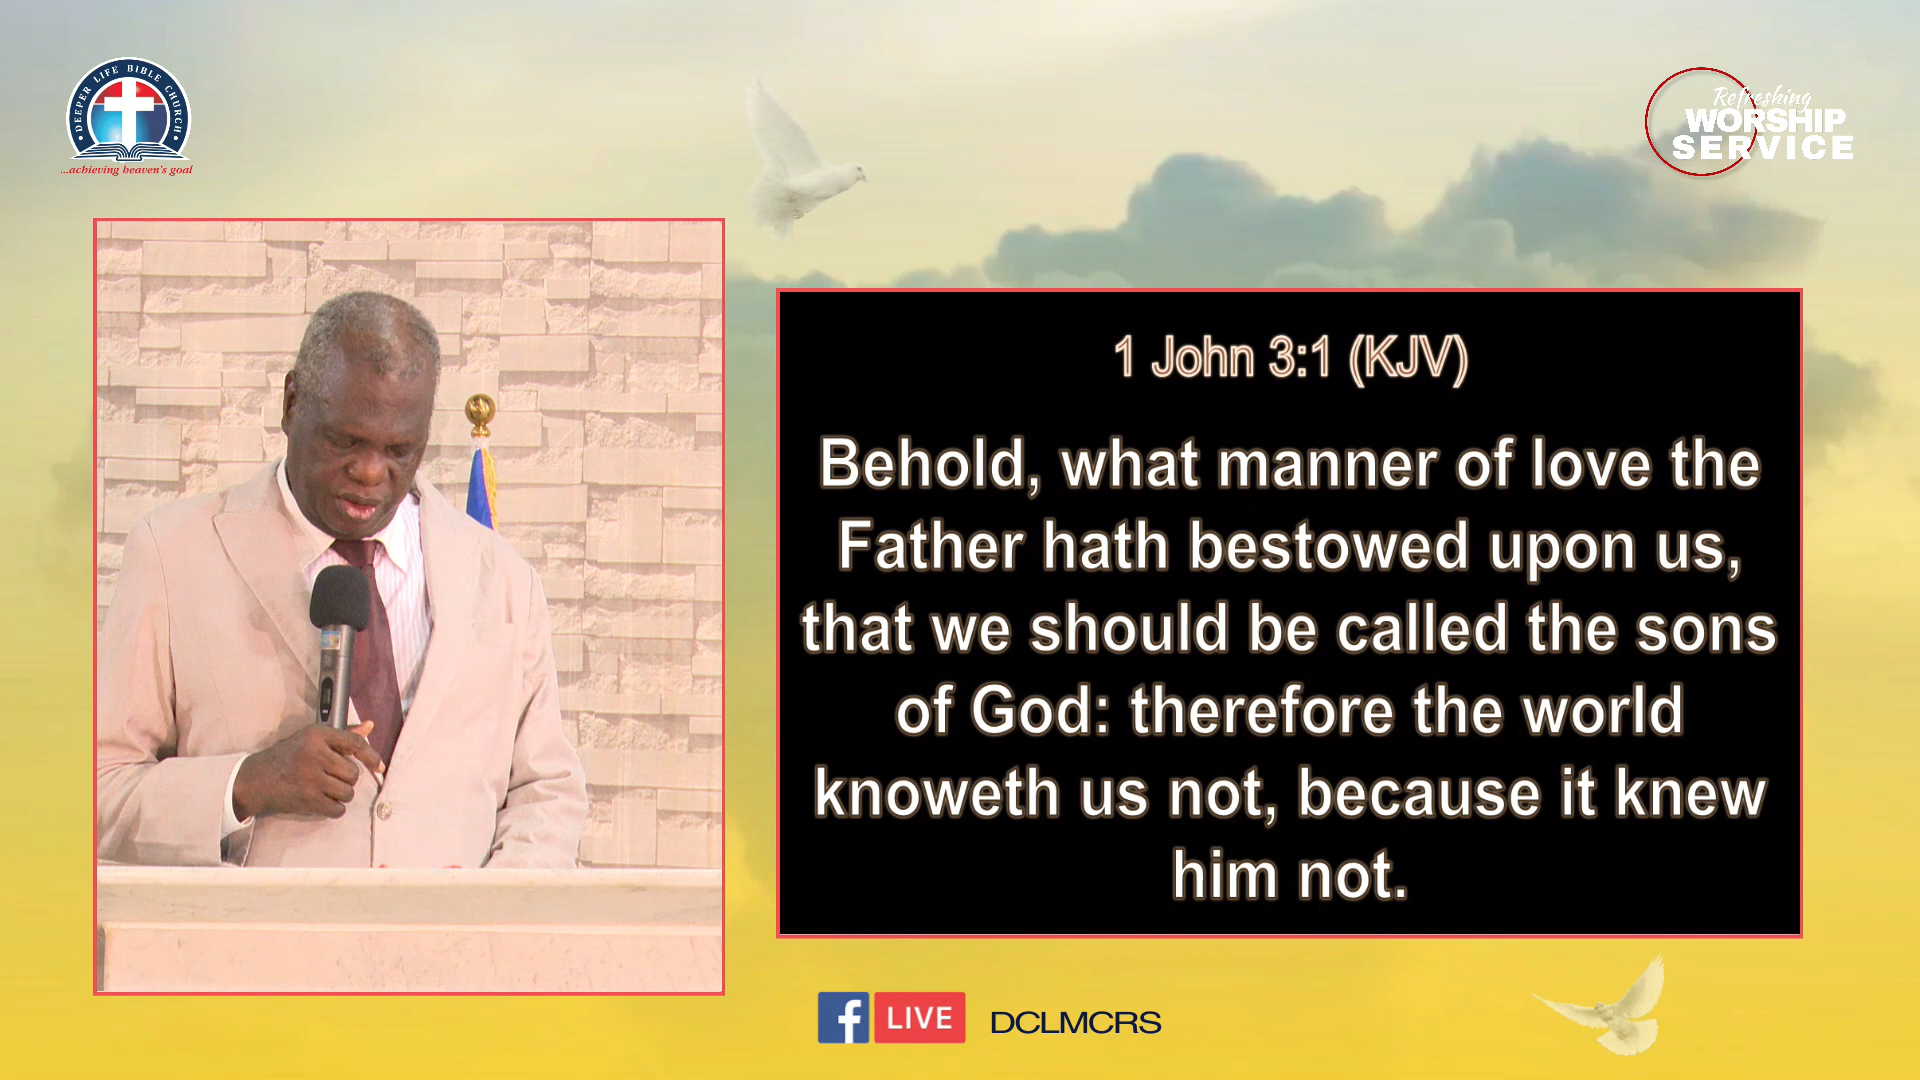 DEEPER LIFE BIBLE CHURCH
...achieving heaven's goal
Refreshing
WORSHIP
SERVICE
1 John 3:1 (KJV)
Behold, what manner of love the
Father hath bestowed upon us,
that we should be called the sons
of God: therefore the world
knoweth us not, because it knew
him not.
f LIVE DCLMCRS